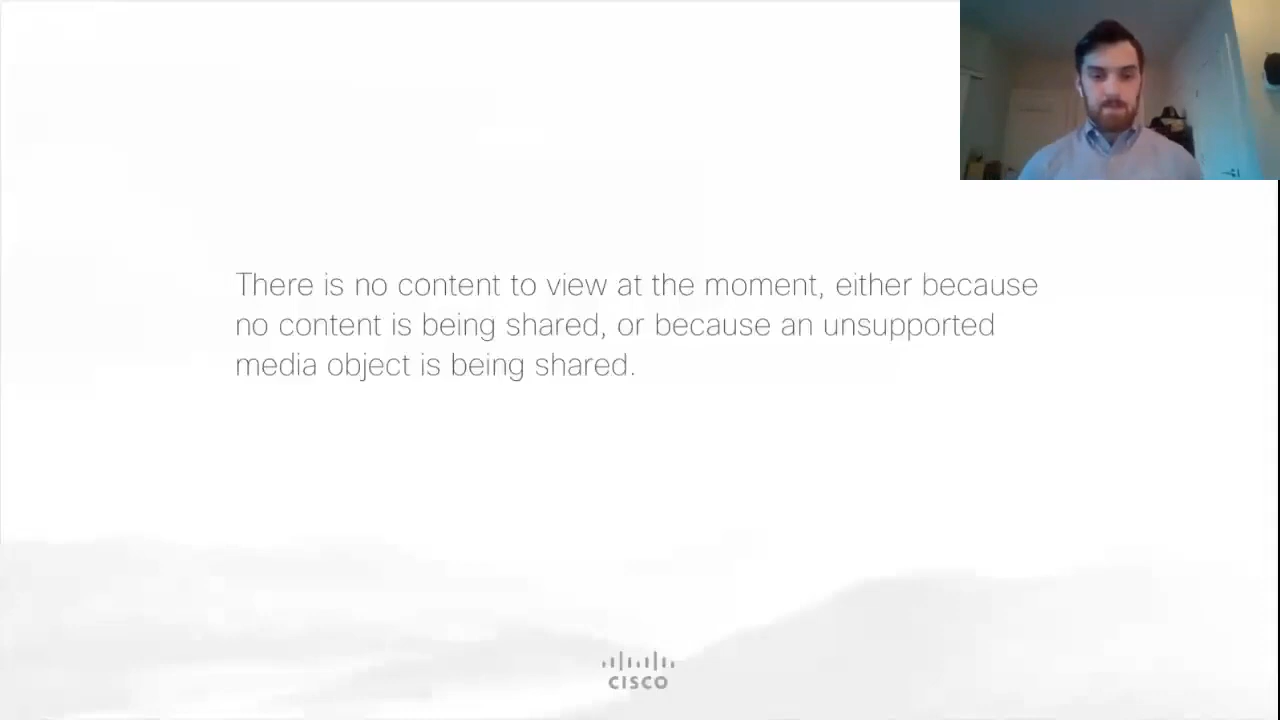 There is no content to view at the moment, either because
no content is being shared, or because an unsupported
media object is being shared.
CISCO